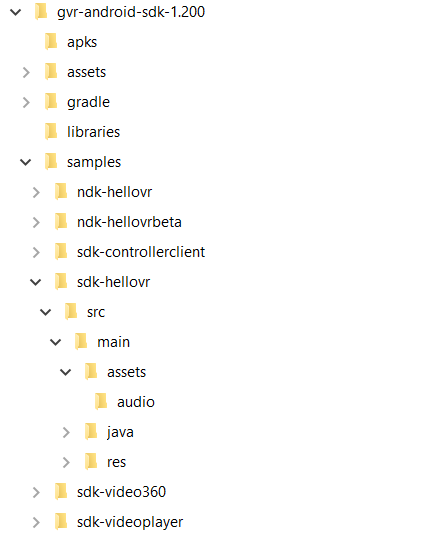 gvr-android-sdk-1.200
apks
assets
gradle
libraries
samples
ndk-hellovr
ndk-hellovrbeta
sdk-controllerclient
sdk-hellovr
src
main
assets
audio
java
res
sdk-video360
sdk-videoplayer